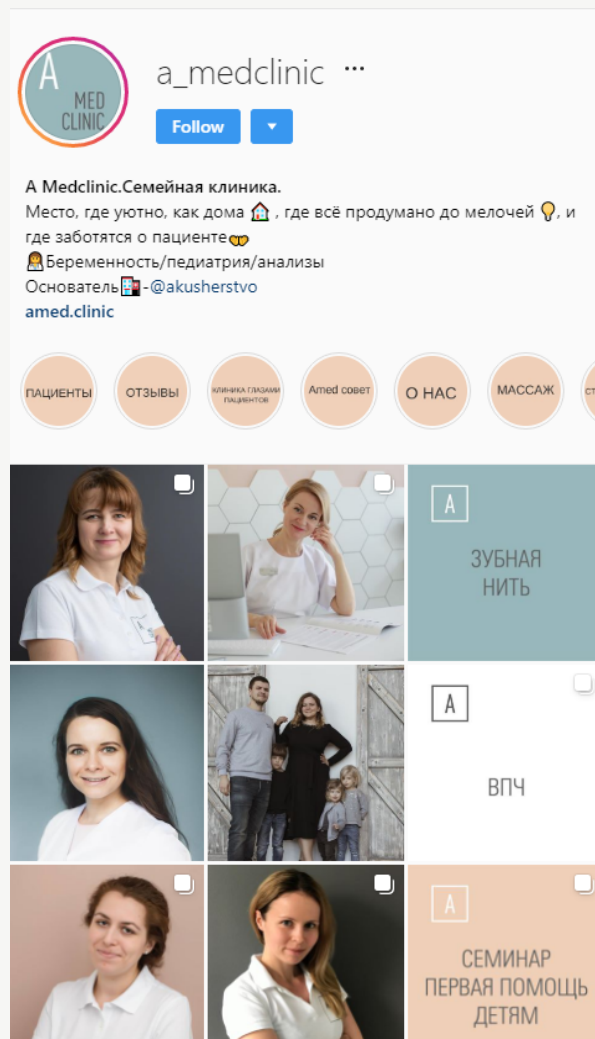 A
MED
CLINIC
a_medclinic ...
Follow
A Medclinic.Семейная клиника.
Место, где уютно, как дома 🏠 , где всё продумано до мелочей 💡, и
где заботятся о пациенте🤝
👩‍⚕️Беременность/педиатрия/анализы
Основатель🏥-@akusherstvo
amed.clinic
ПАЦИЕНТЫ
ОТЗЫВЫ
КЛИНИКА ГЛАЗАМИ
ПАЦИЕНТОВ
Amed совет
О НАС
МАССАЖ
A
ЗУБНАЯ
НИТЬ
A
ВПЧ
A
СЕМИНАР
ПЕРВАЯ ПОМОЩЬ
ДЕТЯМ